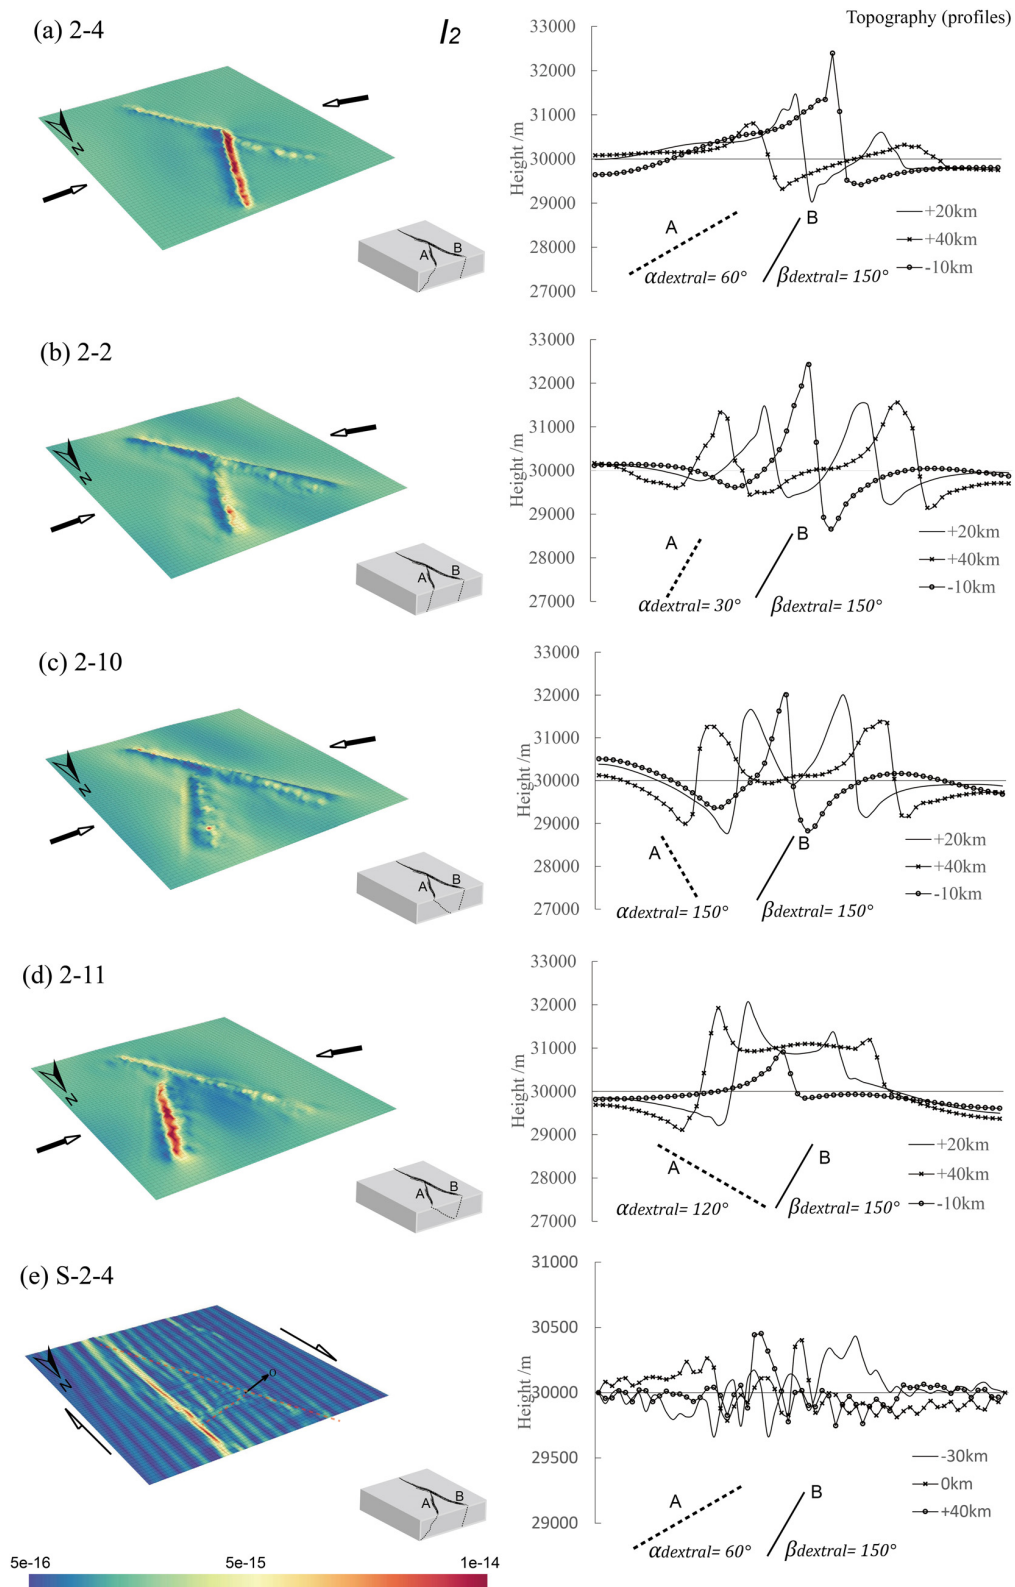 Topography (profiles)
(a) 2-4
I2
N
A B
33000
32000
31000
30000
29000
28000
27000
Height /m
A
B
αdextral= 60°
βdextral= 150°
+20km
+40km
-10km
(b) 2-2
N
A B
33000
32000
31000
30000
29000
28000
27000
Height /m
A
B
αdextral= 30°
βdextral= 150°
+20km
+40km
-10km
(c) 2-10
N
A B
33000
32000
31000
30000
29000
28000
27000
Height /m
A
B
αdextral= 150°
βdextral= 150°
+20km
+40km
-10km
(d) 2-11
N
A B
33000
32000
31000
30000
29000
28000
27000
Height /m
A
B
αdextral= 120°
βdextral= 150°
+20km
+40km
-10km
(e) S-2-4
N
o
A B
31000
30500
30000
29500
29000
Height /m
A
B
αdextral= 60°
βdextral= 150°
-30km
0km
+40km
5e-16 5e-15 1e-14